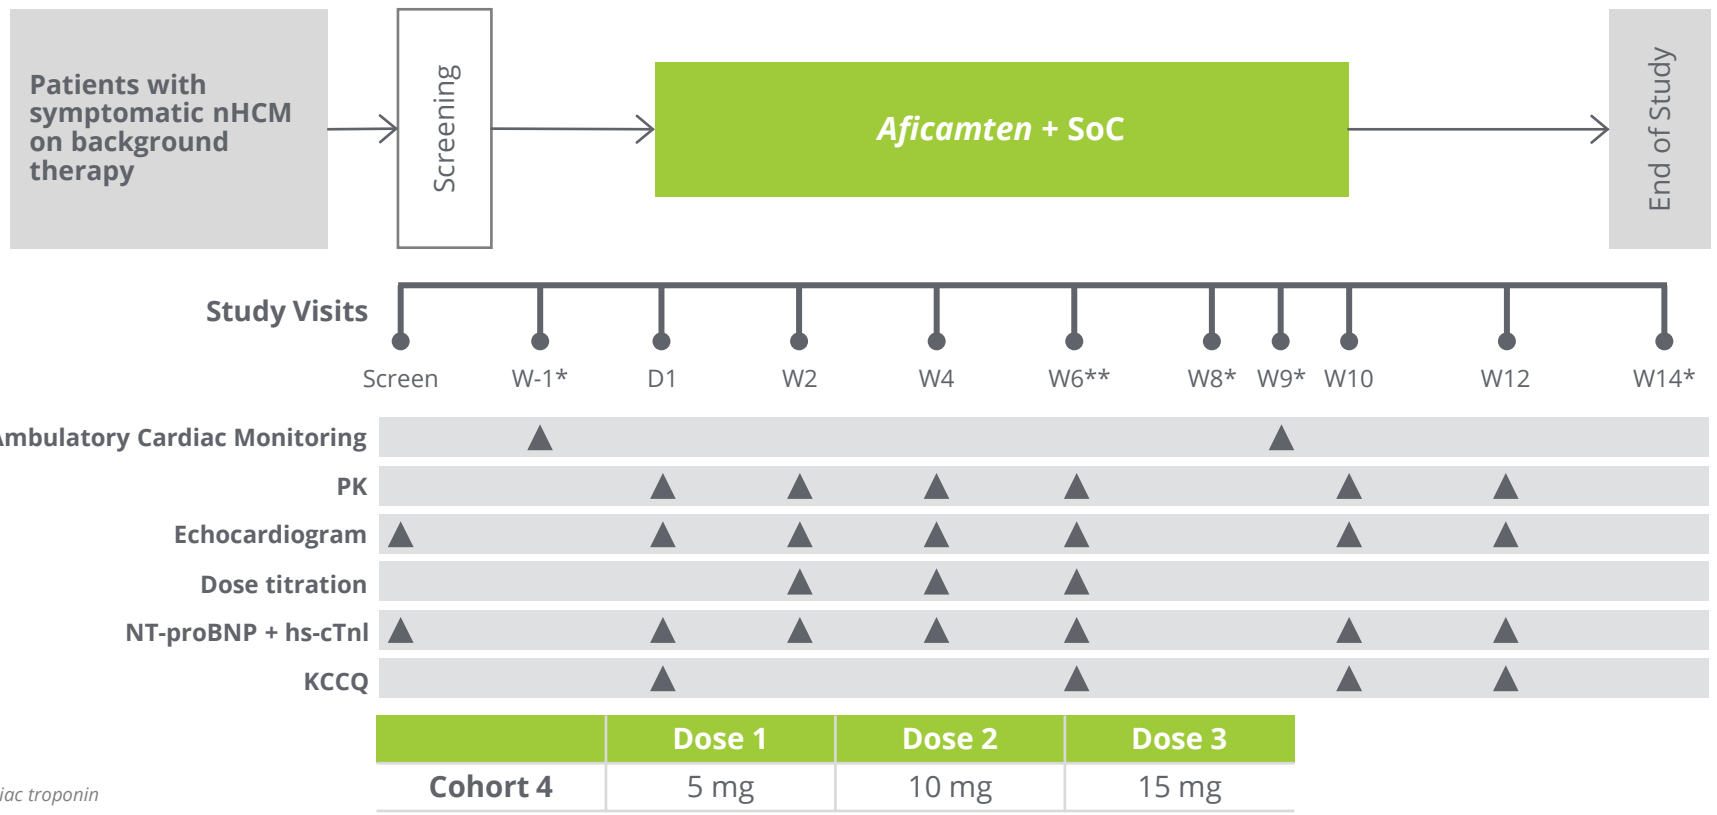 Patients with
symptomatic nHCM
on background
therapy
Screening
Aficamten + SoC
End of Study
Study Visits
Screen W-1* D1 W2 W4 W6** W8* W9* W10 W12 W14*
Ambulatory Cardiac Monitoring
PK
Echocardiogram
Dose titration
NT-proBNP + hs-cTnI
KCCQ
Dose 1 Dose 2 Dose 3
Cohort 4 5 mg 10 mg 15 mg
iac troponin